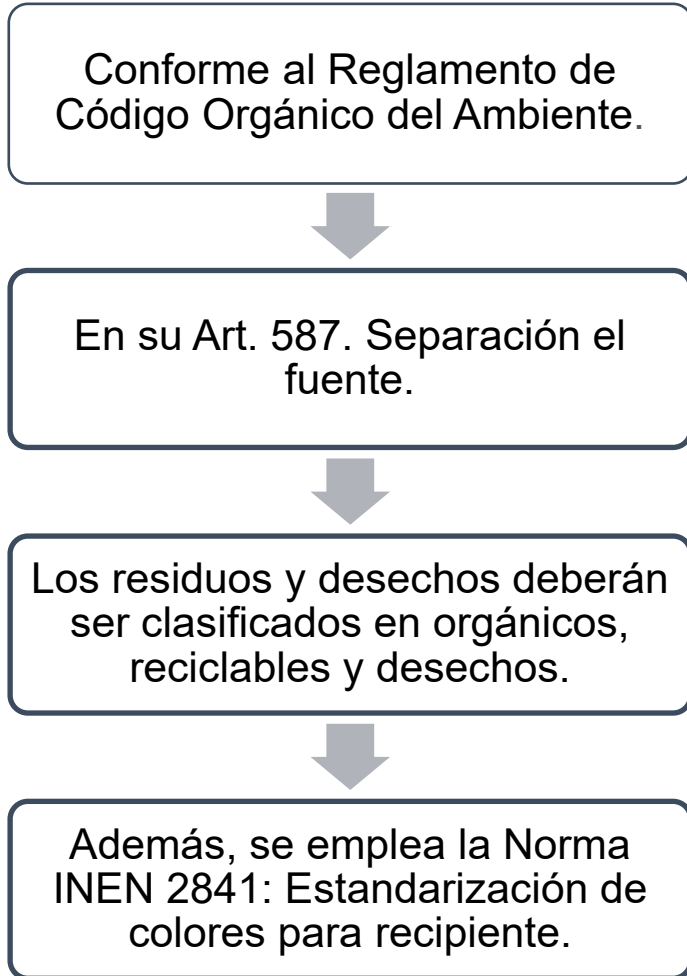 Conforme al Reglamento de
Código Orgánico del Ambiente.
En su Art. 587. Separación el
fuente.
Los residuos y desechos deberán
ser clasificados en orgánicos,
reciclables y desechos.
Además, se emplea la Norma
INEN 2841: Estandarización de
colores para recipiente.